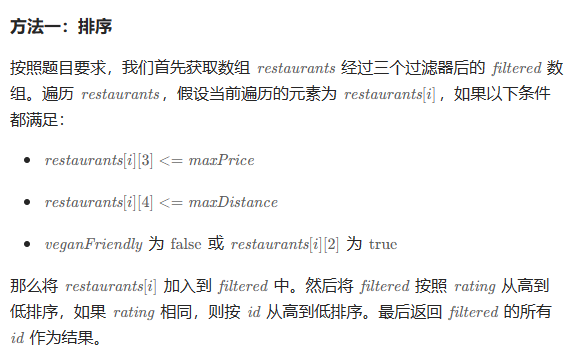 方法一：排序
按照题目要求，我们首先获取数组 restaurants 经过三个过滤器后的 filtered 数
组。遍历 restaurants，假设当前遍历的元素为 restaurants[i]，如果以下条件
都满足：
• restaurants[i][3] <= maxPrice
• restaurants[i][4] <= maxDistance
• veganFriendly 为 false 或 restaurants[i][2] 为 true
那么将 restaurants[i] 加入到 filtered 中。然后将 filtered 按照 rating 从高到
低排序，如果 rating 相同，则按 id 从高到低排序。最后返回 filtered 的所有
id 作为结果。